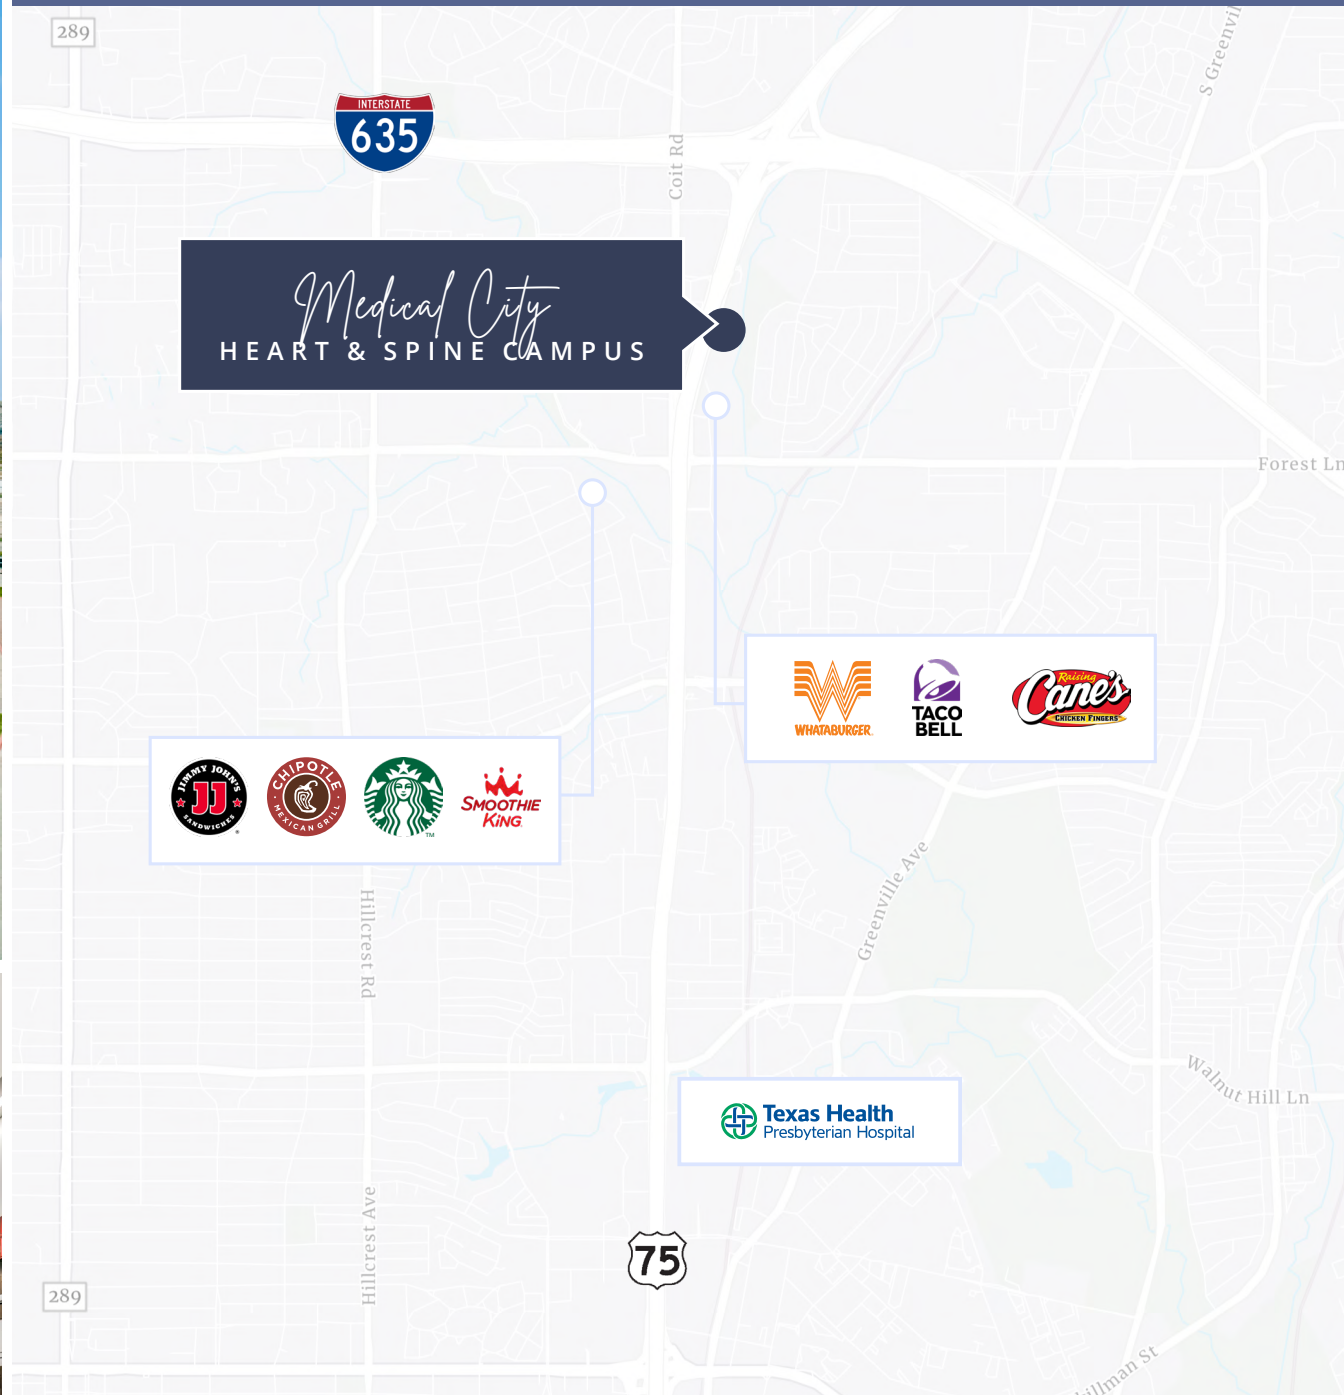 289
S Greenvil
INTERSTATE
635
Coit Rd
Medical City
HEART & SPINE CAMPUS
Forest Ln
WHATABURGER
TACO
BELL
Raising
Cane's
CHICKEN FINGERS
JIMMY JOHN'S
JJ
SANDWICHES
CHIPOTLE
MEXICAN GRILL
TM
SMOOTHIE
KING
Greenville Ave
Hillcrest Rd
Walnut Hill Ln
Texas Health
Presbyterian Hospital
Hillcrest Ave
75
289
illman St